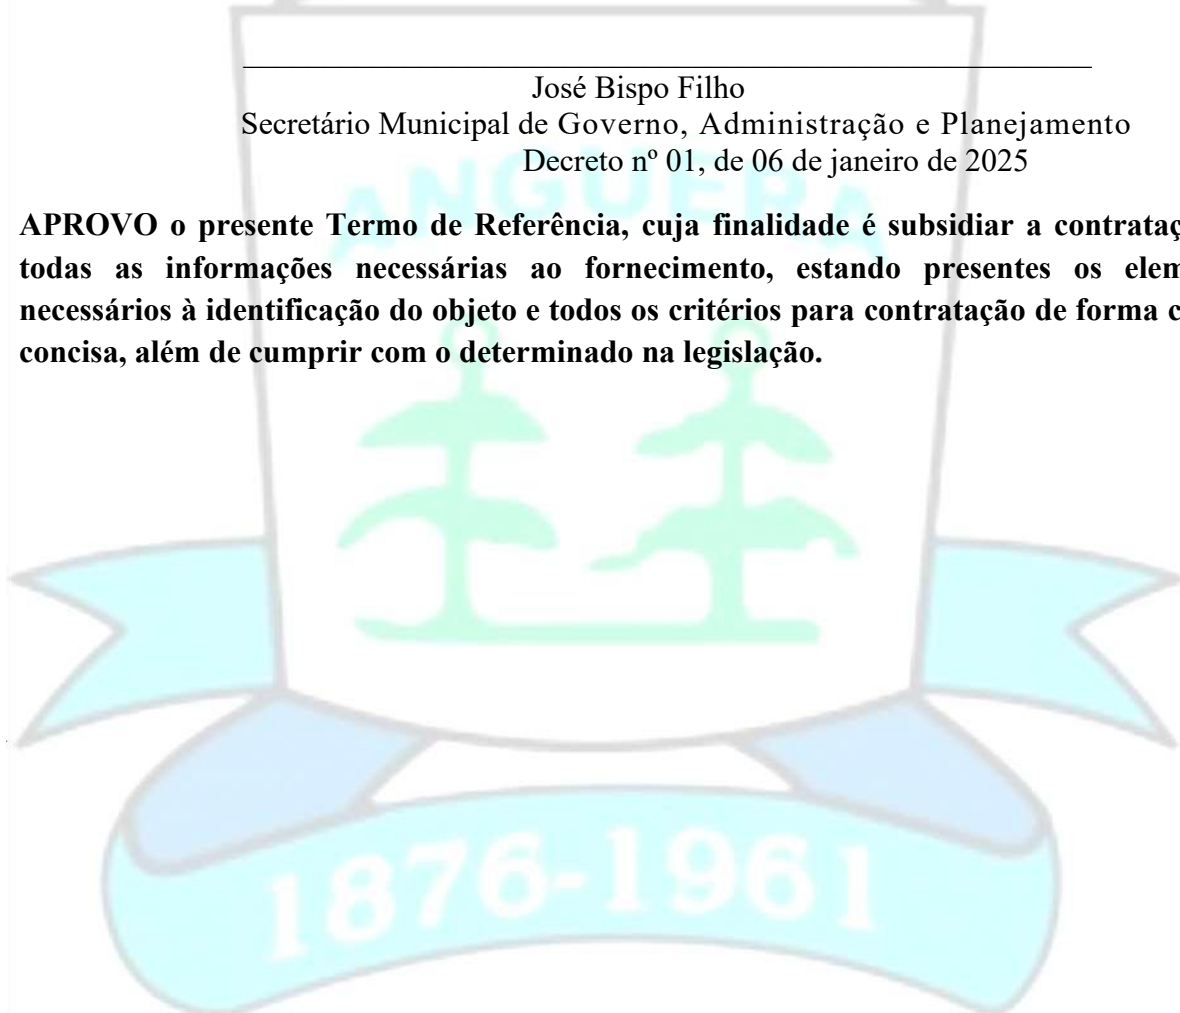 José Bispo Filho
Secretário Municipal de Governo, Administração e Planejamento
Decreto nº 01, de 06 de janeiro de 2025
ANGUERA
APROVO o presente Termo de Referência, cuja finalidade é subsidiar a
todas as informações necessárias ao fornecimento, estando presentes os
necessários à identificação do objeto e todos os critérios para contratação de forma
concisa, além de cumprir com o determinado na legislação.
1876-1961